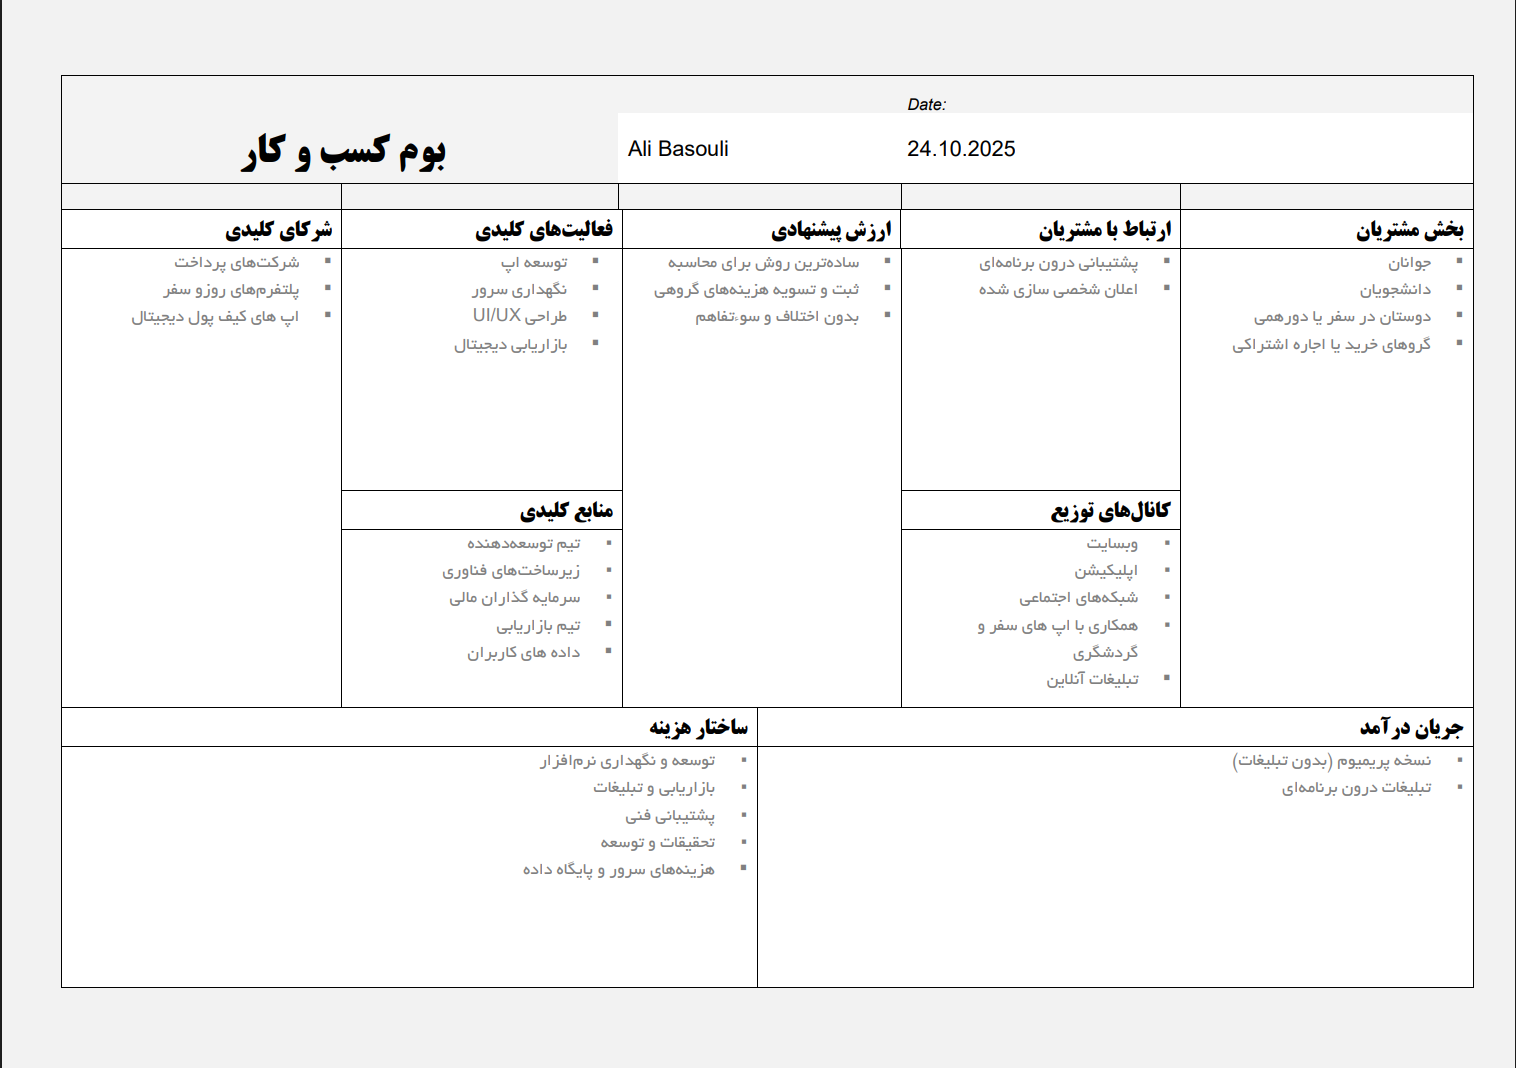 Date:
بوم کسب و کار
Ali Basouli
24.10.2025
بخش مشتریان
جوانان
دانشجویان
دوستان در سفر یا دورهمی
گروهای خرید یا اجاره اشتراکی
ارتباط با مشتریان
پشتیبانی درون برنامه‌ای
اعلان شخصی سازی شده
کانال‌های توزیع
وبسایت
اپلیکیشن
شبکه‌های اجتماعی
همکاری با اپ های سفر و
گردشگری
تبلیغات آنلاین
ارزش پیشنهادی
ساده‌ترین روش برای محاسبه
ثبت و تسویه هزینه‌های گروهی
بدون اختلاف و سوءتفاهم
فعالیت‌های کلیدی
توسعه اپ
نگهداری سرور
طراحی UI/UX
بازاریابی دیجیتال
منابع کلیدی
تیم توسعه‌دهنده
زیرساخت‌های فناوری
سرمایه گذاران مالی
تیم بازاریابی
داده های کاربران
شرکای کلیدی
شرکت‌های پرداخت
پلتفرم‌های روزو سفر
اپ های کیف پول دیجیتال
جریان درآمد
نسخه پریمیوم (بدون تبلیغات)
تبلیغات درون برنامه‌ای
ساختار هزینه
توسعه و نگهداری نرم‌افزار
بازاریابی و تبلیغات
پشتیبانی فنی
تحقیقات و توسعه
هزینه‌های سرور و پایگاه داده